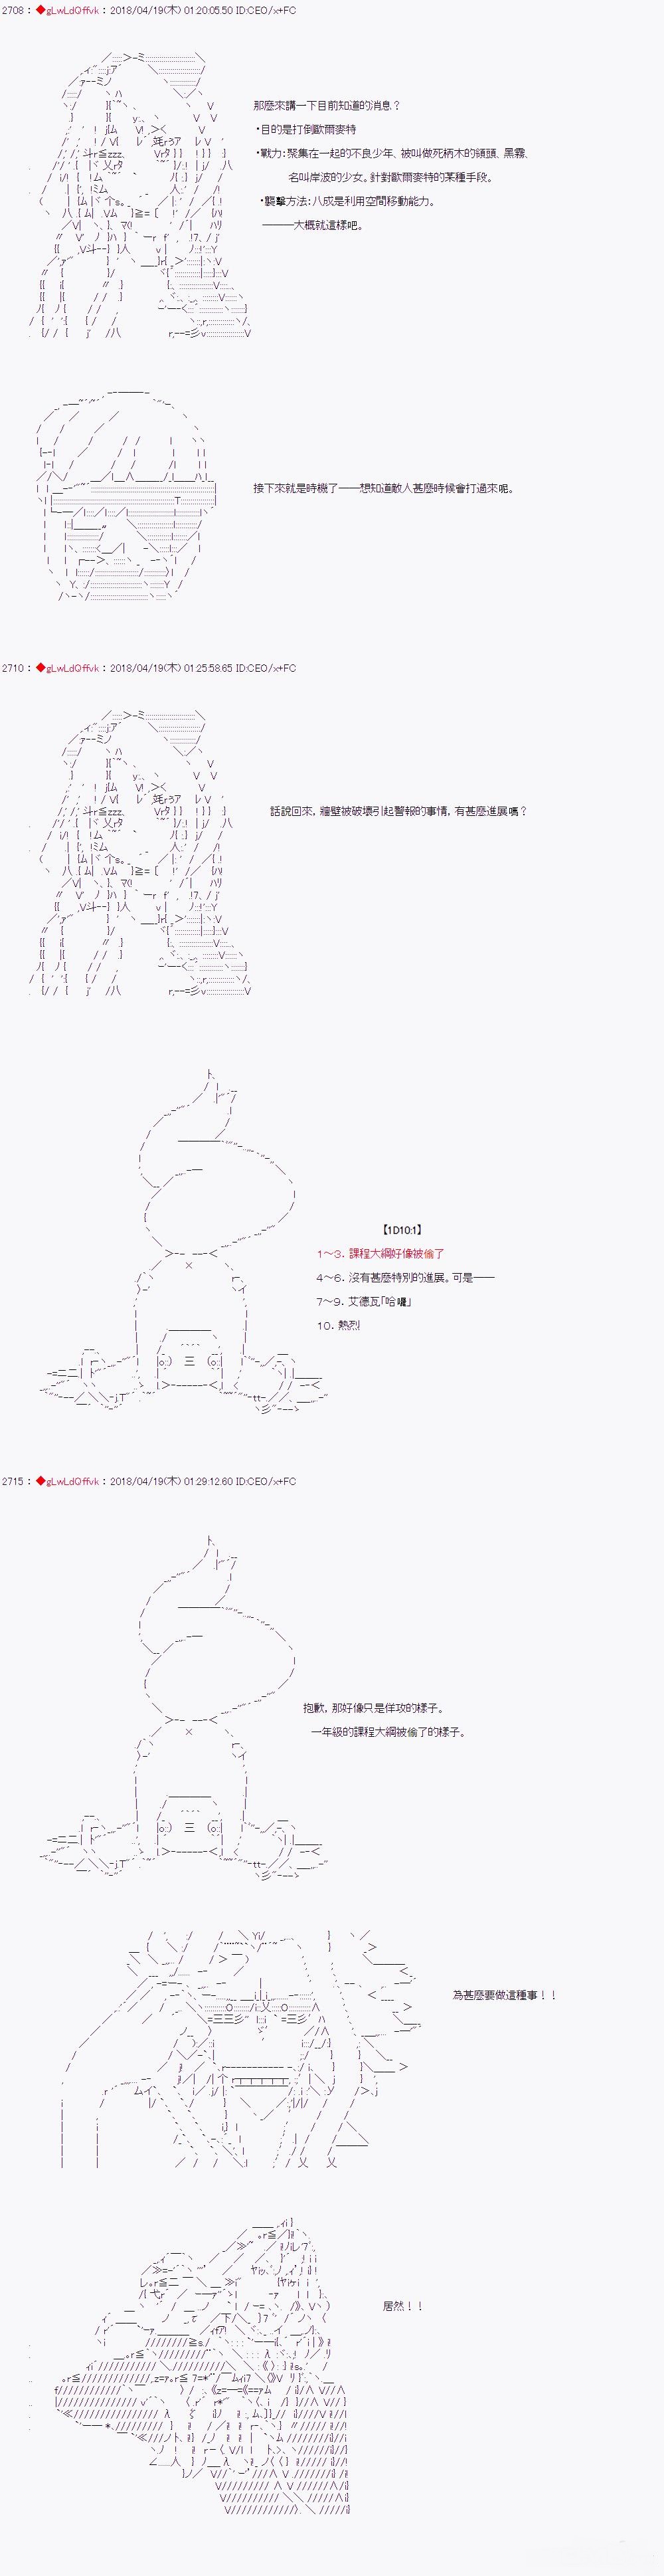 2708 : ◆gLwLdQffvk : 2018/04/19(木) 01:20:05.50 ID:CEO/x+FC
那麼來講一下目前知道的消息？
・目的是打倒歐爾麥特
・戰力：聚集在一起的不良少年、被叫做死柄木的領頭、黑霧、
名叫岸波的少女。針對歐爾麥特的某種手段。
・襲擊方法：八成是利用空間移動能力。
———大概就這樣吧。
接下來就是時機了——想知道敵人甚麼時候會打過來呢。
2710 : ◆gLwLdQffvk : 2018/04/19(木) 01:25:58.65 ID:CEO/x+FC
話說回來，牆壁被破壞引起警報的事情，有甚麼進展嗎？
【1D10:1】
1～3．課程大綱好像被偷了
4～6．沒有甚麼特別的進展。可是——
7～9．艾德瓦「哈囉」
10．熱烈
2715 : ◆gLwLdQffvk : 2018/04/19(木) 01:29:12.60 ID:CEO/x+FC
抱歉，那好像只是佯攻的樣子。
一年級的課程大綱被偷了的樣子。
為甚麼要做這種事！！
居然！！